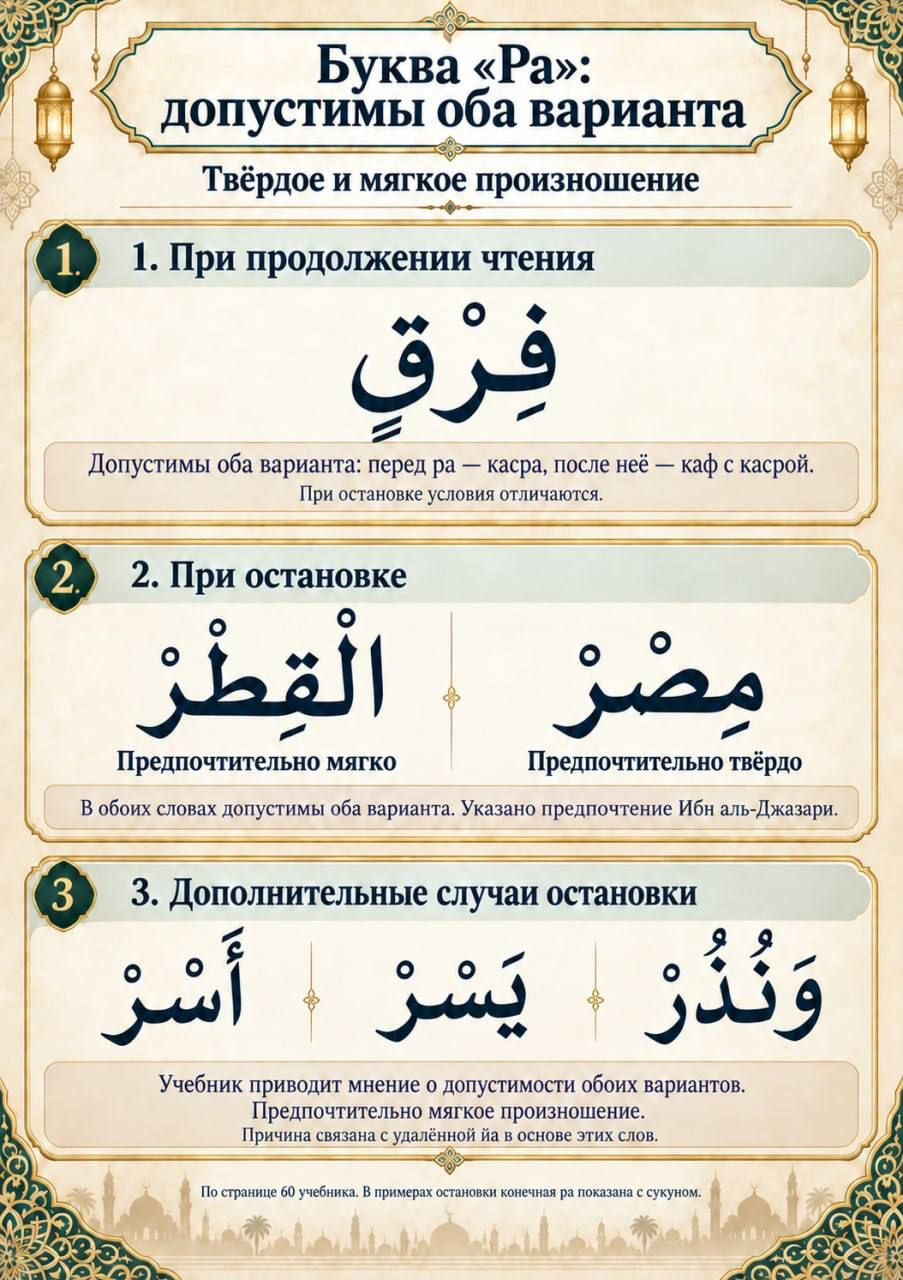 Буква «Ра»:
допустимы оба варианта
Твёрдое и мягкое произношение
1.
1. При продолжении чтения
فِرْقٍ
Допустимы оба варианта: перед ра — касра, после неё — каф с касрой.
При остановке условия отличаются.
2.
2. При остановке
مِصْرْ
Предпочтительно твёрдо
الْقِطْرْ
Предпочтительно мягко
В обоих словах допустимы оба варианта. Указано предпочтение Ибн аль-Джазари.
3
3. Дополнительные случаи остановки
وَنُذُرْ
يَسْرْ
أَسْرْ
Учебник приводит мнение о допустимости обоих вариантов.
Предпочтительно мягкое произношение.
Причина связана с удалённой йа в основе этих слов.
По странице 60 учебника. В примерах остановки конечная ра показана с сукуном.